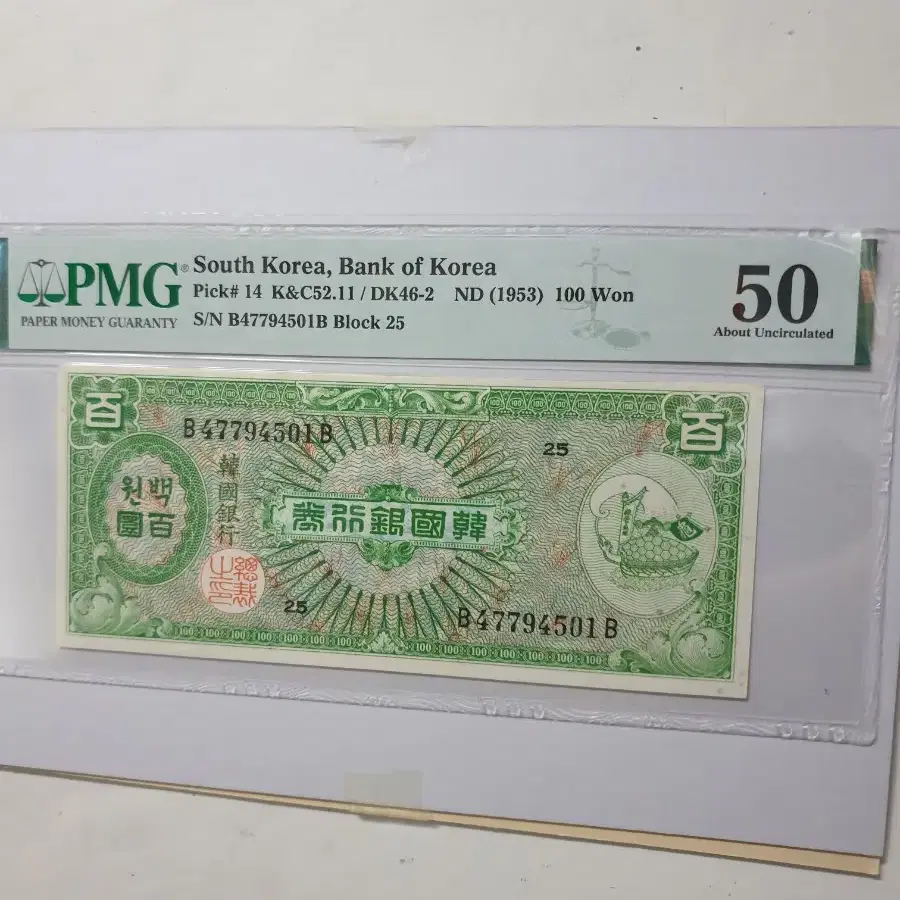 PMG®
PAPER MONEY GUARANTY
South Korea, Bank of Korea
Pick# 14 K&C52.11 / DK46-2 ND (1953) 100 Won
S/N B47794501B Block 25
50
About Uncirculated
百
百
B47794501B
25
백원
百圜
韓國銀行
券行銀國韓
總裁之印
25
B47794501B